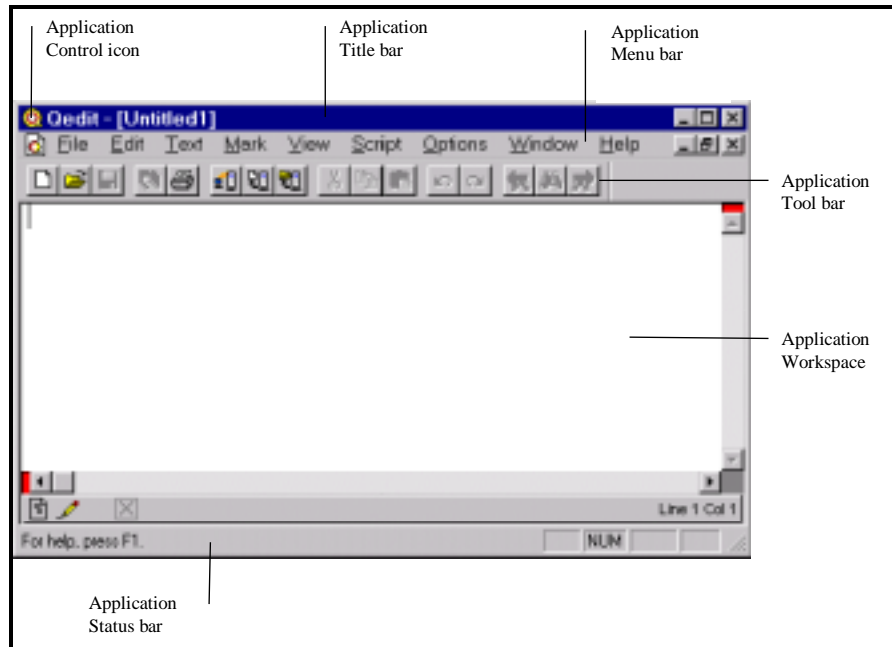 Application
Control icon
Application
Title bar
Application
Menu bar
Qedit - [Untitled1]
File Edit Text Mark View Script Options Window Help
Application
Tool bar
Application
Workspace
Line 1 Col 1
For help, press F1.
NUM
Application
Status bar